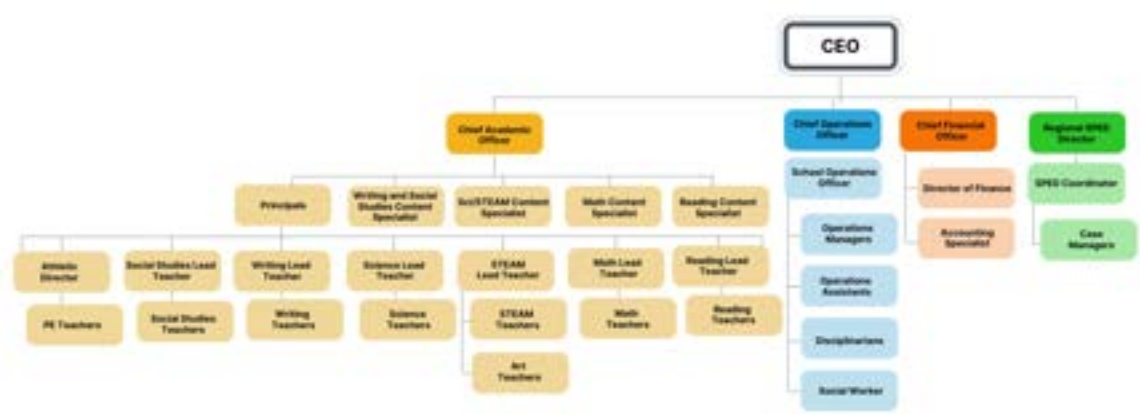 CEO
Chief Academic
Officer
Chief Operations
Officer
Chief Financial
Officer
Regional SPED
Director
School Operations
Officer
SPED Coordinator
Director of Finance
Principals
Writing and Social
Studies Content
Specialist
Sci/STEAM Content
Specialist
Math Content
Specialist
Reading Content
Specialist
Operations
Managers
Accounting
Specialist
Case
Managers
Athletic
Director
Social Studies Lead
Teacher
Writing Lead
Teacher
Science Lead
Teacher
STEAM
Lead Teacher
Math Lead
Teacher
Reading Lead
Teacher
Operations
Assistants
PE Teachers
Social Studies
Teachers
Writing
Teachers
Science
Teachers
STEAM
Teachers
Math
Teachers
Reading
Teachers
Disciplinarians
Art
Teachers
Social Worker